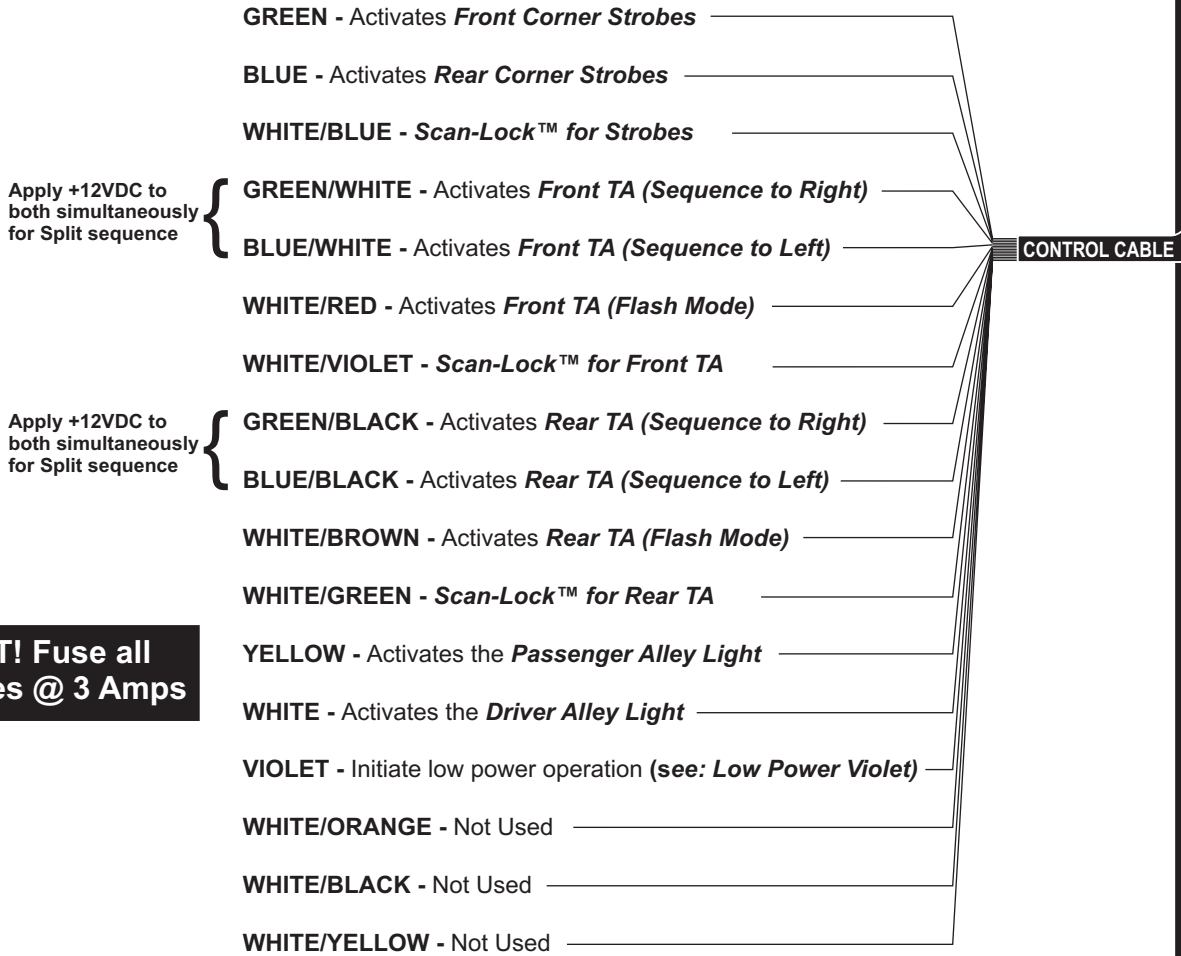 GREEN - Activates Front Corner Strobes
BLUE - Activates Rear Corner Strobes
WHITE/BLUE - Scan-Lock™ for Strobes
Apply +12VDC to
both simultaneously
for Split sequence
GREEN/WHITE - Activates Front TA (Sequence to Right)
BLUE/WHITE - Activates Front TA (Sequence to Left)
CONTROL CABLE
WHITE/RED - Activates Front TA (Flash Mode)
WHITE/VIOLET - Scan-Lock™ for Front TA
Apply +12VDC to
both simultaneously
for Split sequence
GREEN/BLACK - Activates Rear TA (Sequence to Right)
BLUE/BLACK - Activates Rear TA (Sequence to Left)
WHITE/BROWN - Activates Rear TA (Flash Mode)
WHITE/GREEN - Scan-Lock™ for Rear TA
T! Fuse all
es @ 3 Amps
YELLOW - Activates the Passenger Alley Light
WHITE - Activates the Driver Alley Light
VIOLET - Initiate low power operation (see: Low Power Violet)
WHITE/ORANGE - Not Used
WHITE/BLACK - Not Used
WHITE/YELLOW - Not Used